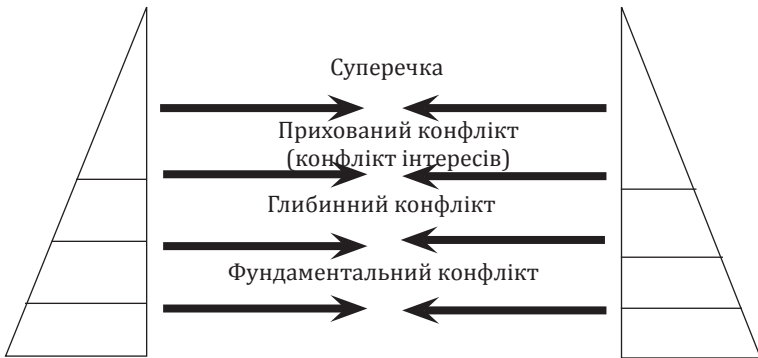 Суперечка
Прихований конфлікт
(конфлікт інтересів)
Глибинний конфлікт
Фундаментальний конфлікт